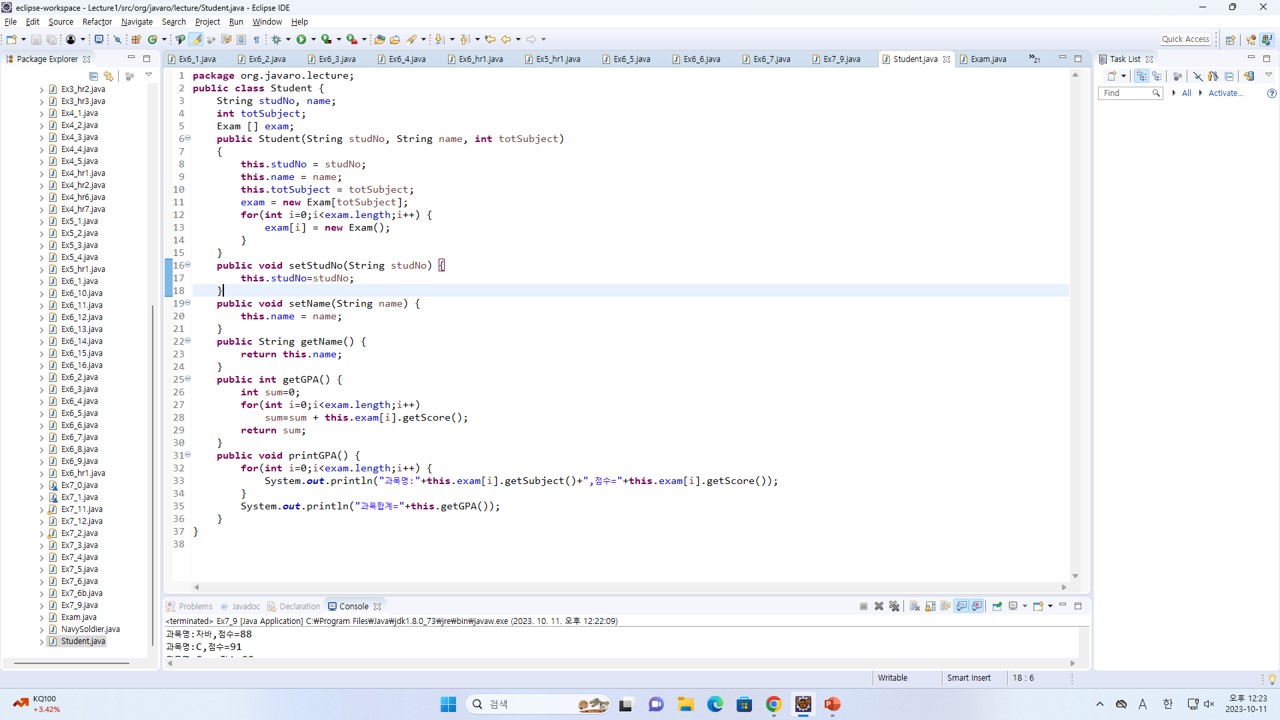 eclipse-workspace - Lecture1/src/org/javaro/lecture/Student.java - Eclipse IDE
File Edit Source Refactor Navigate Search Project Run Window Help
Quick Access
Package Explorer
Ex6_1.java Ex6_2.java Ex6_3.java Ex6_4.java Ex6_hr1.java Ex5_hr1.java Ex6_5.java Ex6_6.java Ex6_7.java Ex7_9.java Student.java Exam.java »21
Task List
Find All Activate...
Ex3_hr2.java
Ex3_hr3.java
Ex4_1.java
Ex4_2.java
Ex4_3.java
Ex4_4.java
Ex4_5.java
Ex4_hr1.java
Ex4_hr2.java
Ex4_hr6.java
Ex4_hr7.java
Ex5_1.java
Ex5_2.java
Ex5_3.java
Ex5_4.java
Ex5_hr1.java
Ex6_1.java
Ex6_10.java
Ex6_11.java
Ex6_12.java
Ex6_13.java
Ex6_14.java
Ex6_15.java
Ex6_16.java
Ex6_2.java
Ex6_3.java
Ex6_4.java
Ex6_5.java
Ex6_6.java
Ex6_7.java
Ex6_8.java
Ex6_9.java
Ex6_hr1.java
Ex7_0.java
Ex7_1.java
Ex7_11.java
Ex7_12.java
Ex7_2.java
Ex7_3.java
Ex7_4.java
Ex7_5.java
Ex7_6.java
Ex7_6b.java
Ex7_9.java
Exam.java
NavySoldier.java
Student.java
1 package org.javaro.lecture;
2 public class Student {
3 String studNo, name;
4 int totSubject;
5 Exam [] exam;
6 public Student(String studNo, String name, int totSubject)
7 {
8 this.studNo = studNo;
9 this.name = name;
10 this.totSubject = totSubject;
11 exam = new Exam[totSubject];
12 for(int i=0;i<exam.length;i++) {
13 exam[i] = new Exam();
14 }
15 }
16 public void setStudNo(String studNo) {
17 this.studNo=studNo;
18 }
19 public void setName(String name) {
20 this.name = name;
21 }
22 public String getName() {
23 return this.name;
24 }
25 public int getGPA() {
26 int sum=0;
27 for(int i=0;i<exam.length;i++)
28 sum=sum + this.exam[i].getScore();
29 return sum;
30 }
31 public void printGPA() {
32 for(int i=0;i<exam.length;i++) {
33 System.out.println("과목명:"+this.exam[i].getSubject()+",점수="+this.exam[i].getScore());
34 }
35 System.out.println("과목합계="+this.getGPA());
36 }
37 }
38
Problems Javadoc Declaration Console
<terminated> Ex7_9 [Java Application] C:₩Program Files₩Java₩jdk1.8.0_73₩jre₩bin₩javaw.exe (2023. 10. 11. 오후 12:22:09)
과목명:자바,점수=88
과목명:C,점수=91
Writable Smart Insert 18 : 6
KQ100
+3.42%
검색
A 한
오후 12:23
2023-10-11